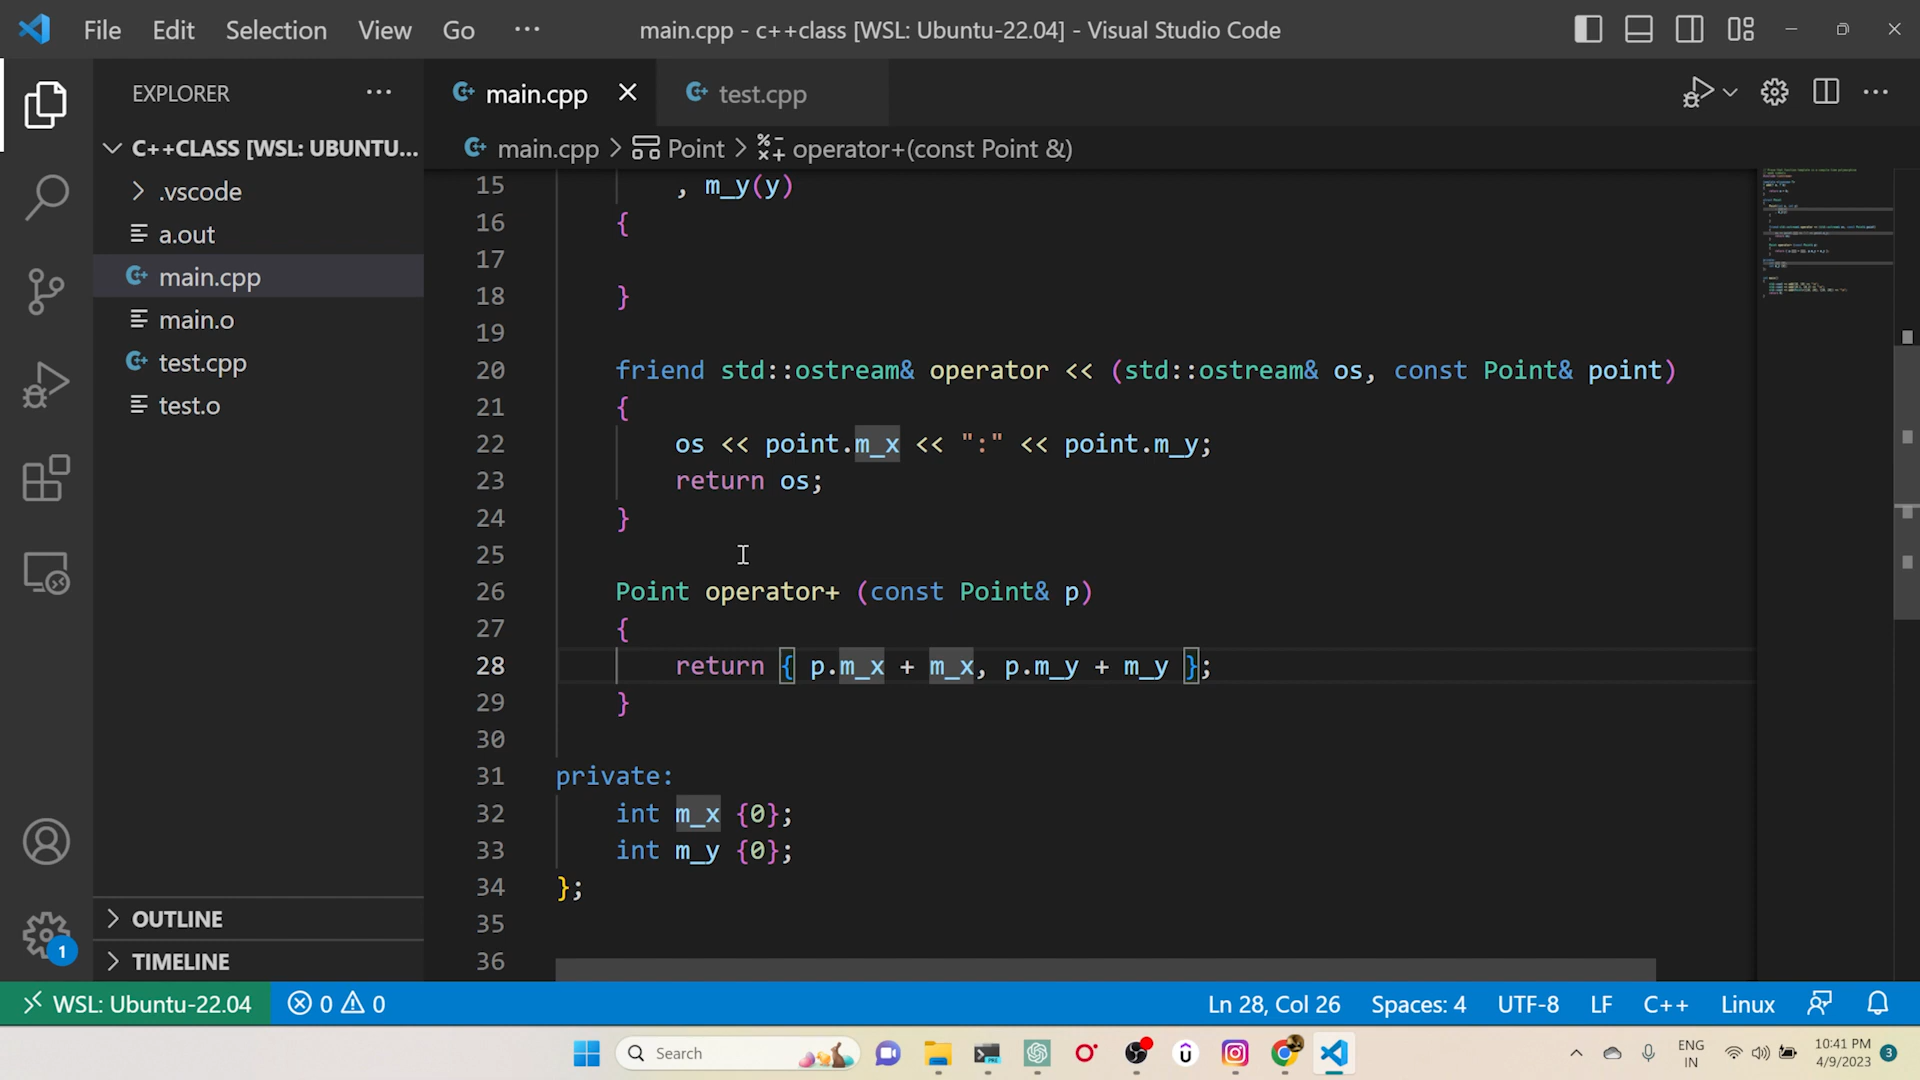 File Edit Selection View Go ···
main.cpp - c++class [WSL: Ubuntu-22.04] - Visual Studio Code
EXPLORER
C++CLASS [WSL: UBUNTU...
.vscode
a.out
main.cpp
main.o
test.cpp
test.o
OUTLINE
TIMELINE
main.cpp
test.cpp
main.cpp > Point > operator+(const Point &)
15 , m_y(y)
16 {
17
18 }
19
20 friend std::ostream& operator << (std::ostream& os, const Point& point)
21 {
22 os << point.m_x << ":" << point.m_y;
23 return os;
24 }
25
26 Point operator+ (const Point& p)
27 {
28 return { p.m_x + m_x, p.m_y + m_y };
29 }
30
31 private:
32 int m_x {0};
33 int m_y {0};
34 };
35
36
1
WSL: Ubuntu-22.04 0 0 Ln 28, Col 26 Spaces: 4 UTF-8 LF C++ Linux
Search
ENG
IN
10:41 PM
4/9/2023
3